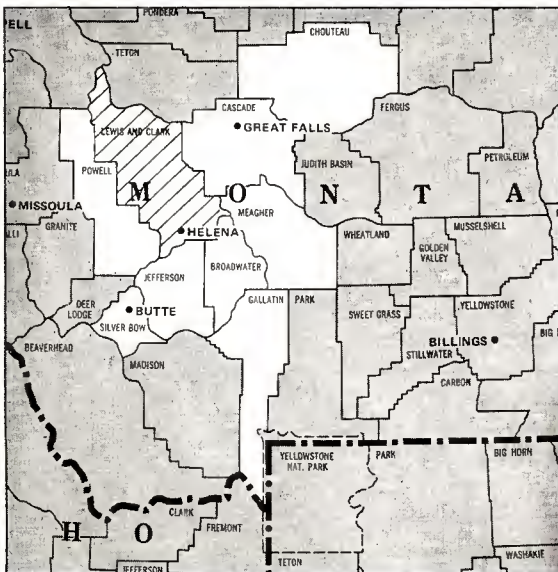 PONDERA
TETON
CHOUTEAU
CASCADE
FERGUS
• GREAT FALLS
LEWIS AND CLARK
JUDITH BASIN
PETROLEUM
POWELL
M O N T A
MEAGHER
• MISSOULA
• HELENA
GRANITE
WHEATLAND
MUSSELSHELL
GOLDEN
VALLEY
JEFFERSON
BROADWATER
DEER
LODGE
GALLATIN
PARK
YELLOWSTONE
SWEET GRASS
• BUTTE
SILVER BOW
BILLINGS •
STILLWATER
BEAVERHEAD
MADISON
CARBON
YELLOWSTONE
NAT. PARK
PARK
BIG HORN
CLARK
FREMONT
H O
JEFFERSON
TETON
WASHAKIE